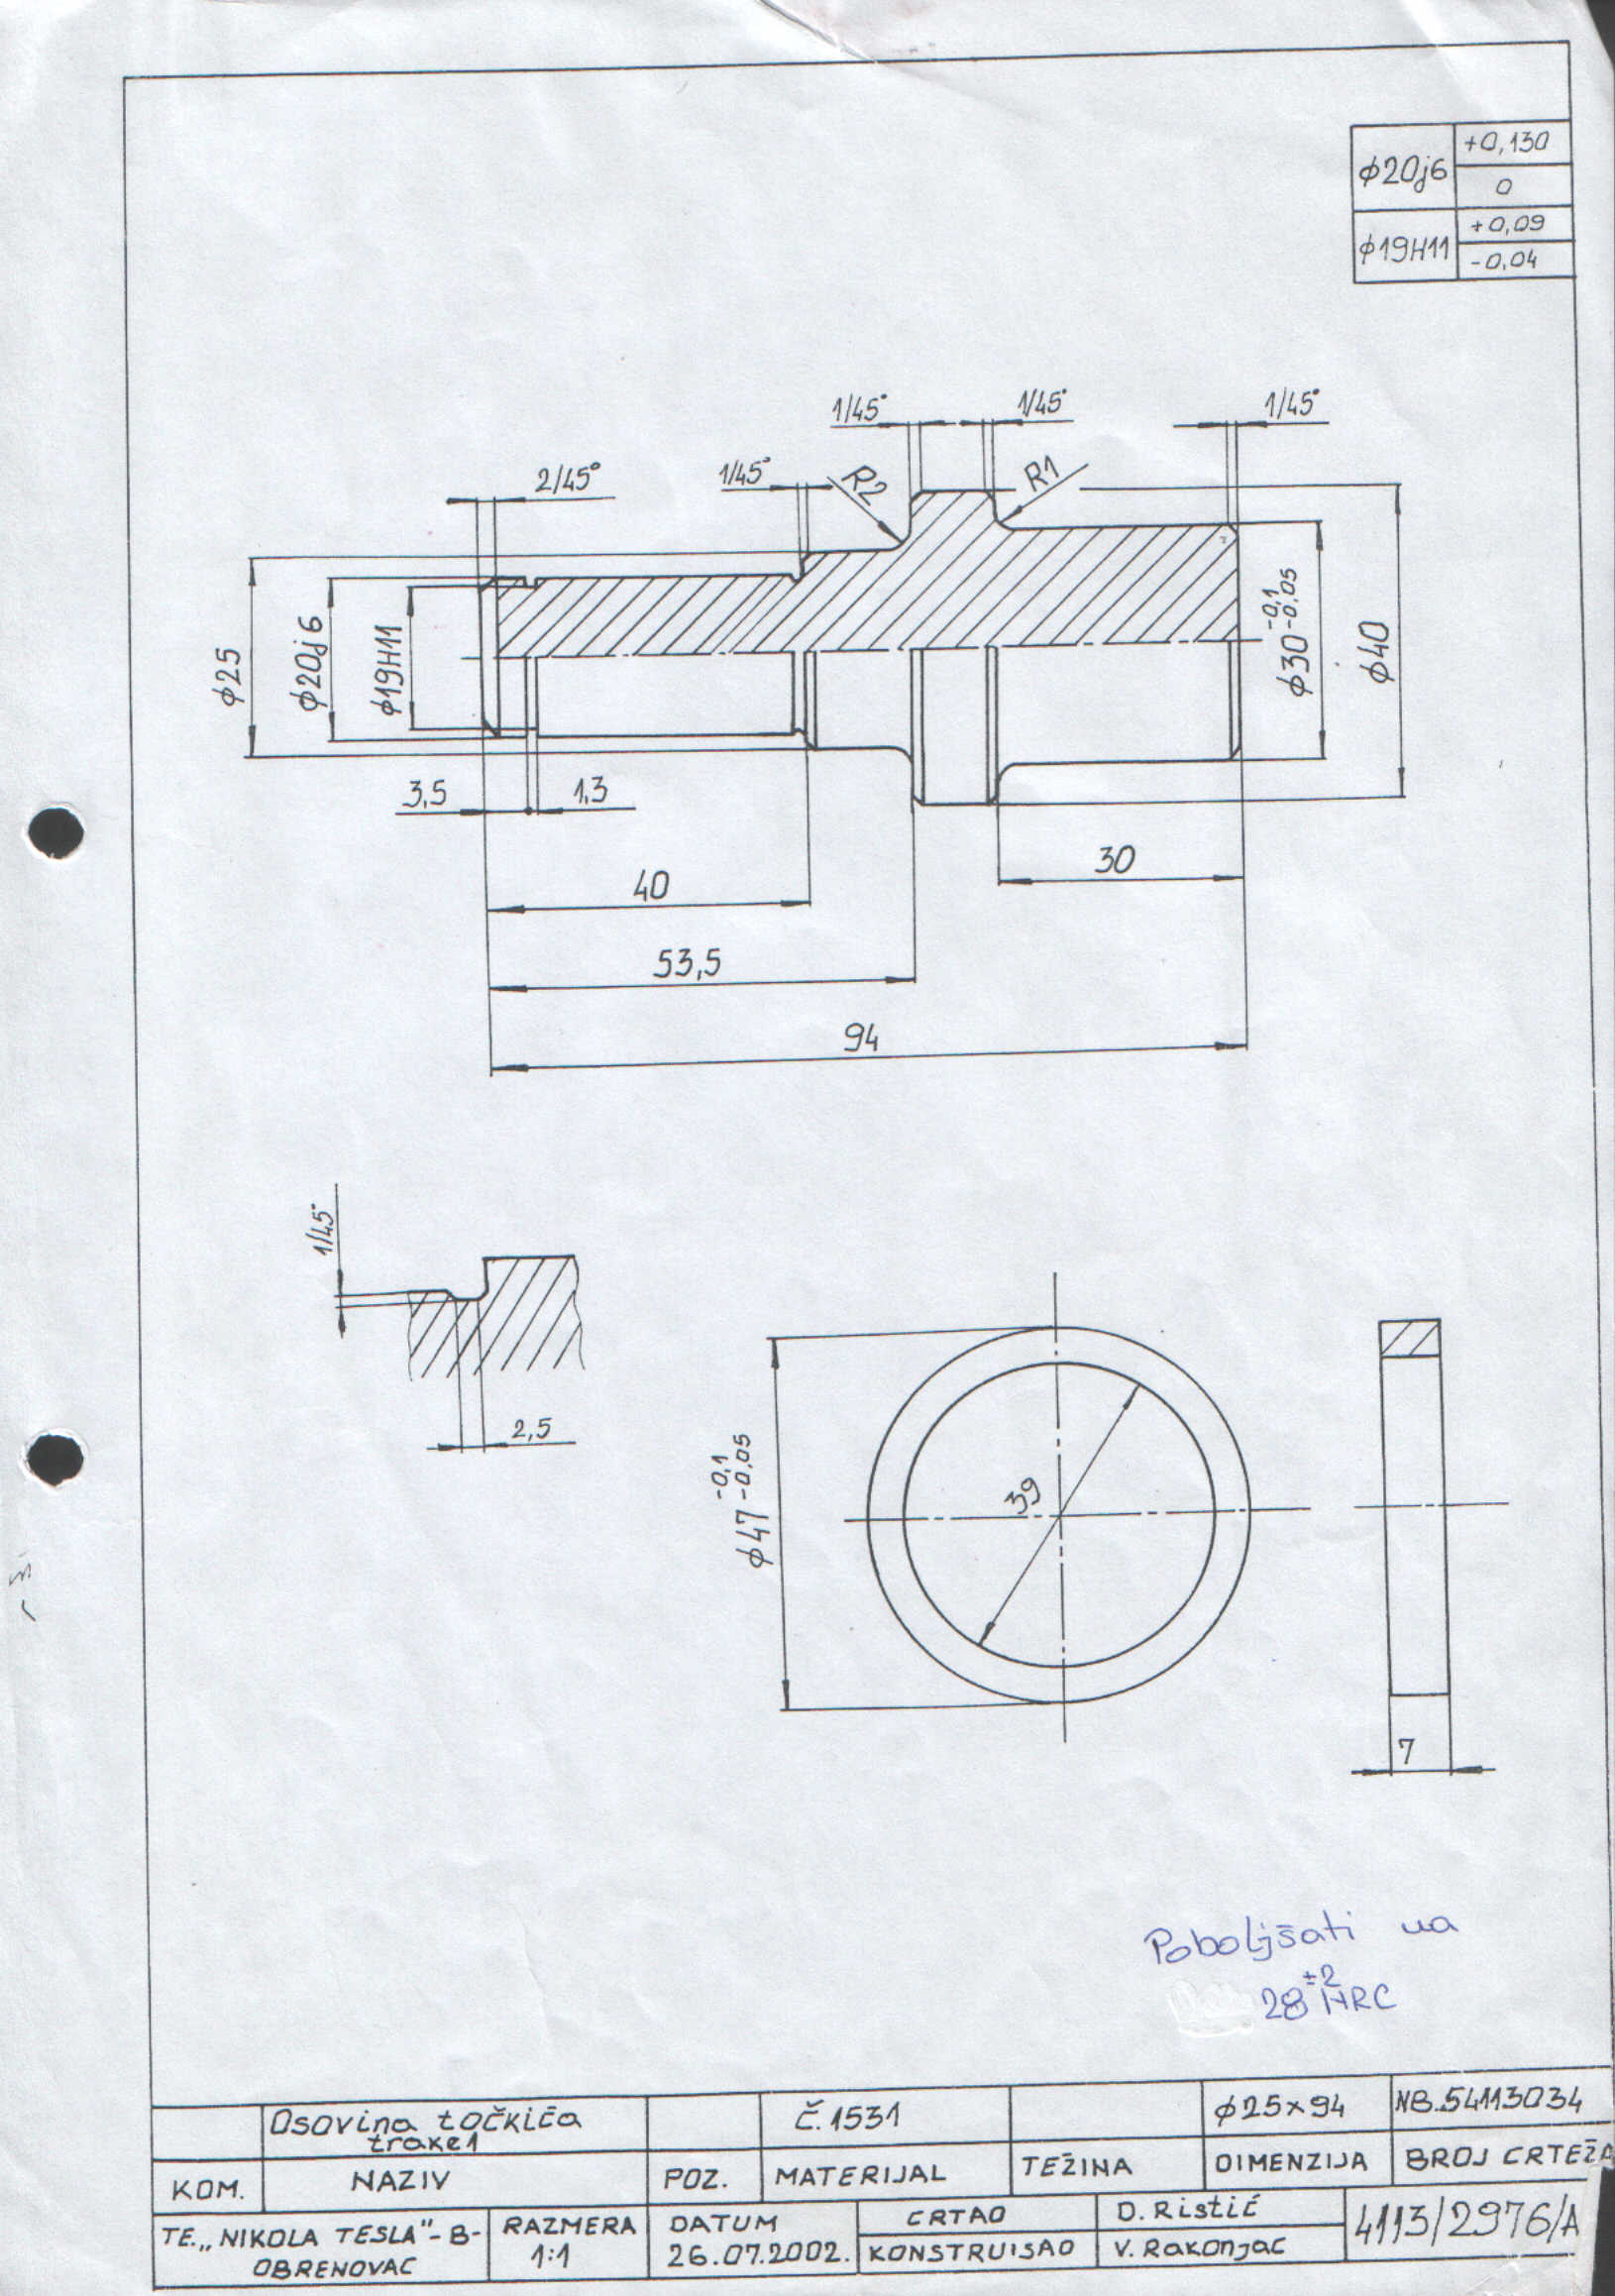 φ20j6 +0,130
0
φ19H11 +0,09
-0,04
1/45° 1/45° 1/45°
2/45° 1/45° R2 R1
φ25 φ20j6 φ19H11 φ30 -0,1 -0,05 φ40
3,5 1,3
30
40
53,5
94
1/45°
2,5
φ47 -0,1 -0,05
39
7
Poboljšati na
28 ±2 HRC
Osovina točkića
trake1
Č.1531
φ25×94
NB.54113034
KOM. NAZIV POZ. MATERIJAL TEŽINA DIMENZIJA BROJ CRTEŽA
TE.„NIKOLA TESLA"-B-
OBRENOVAC
RAZMERA
1:1
DATUM
26.07.2002.
CRTAO D. Ristić
KONSTRUISAO V. Rakonjac
4113/2976/A